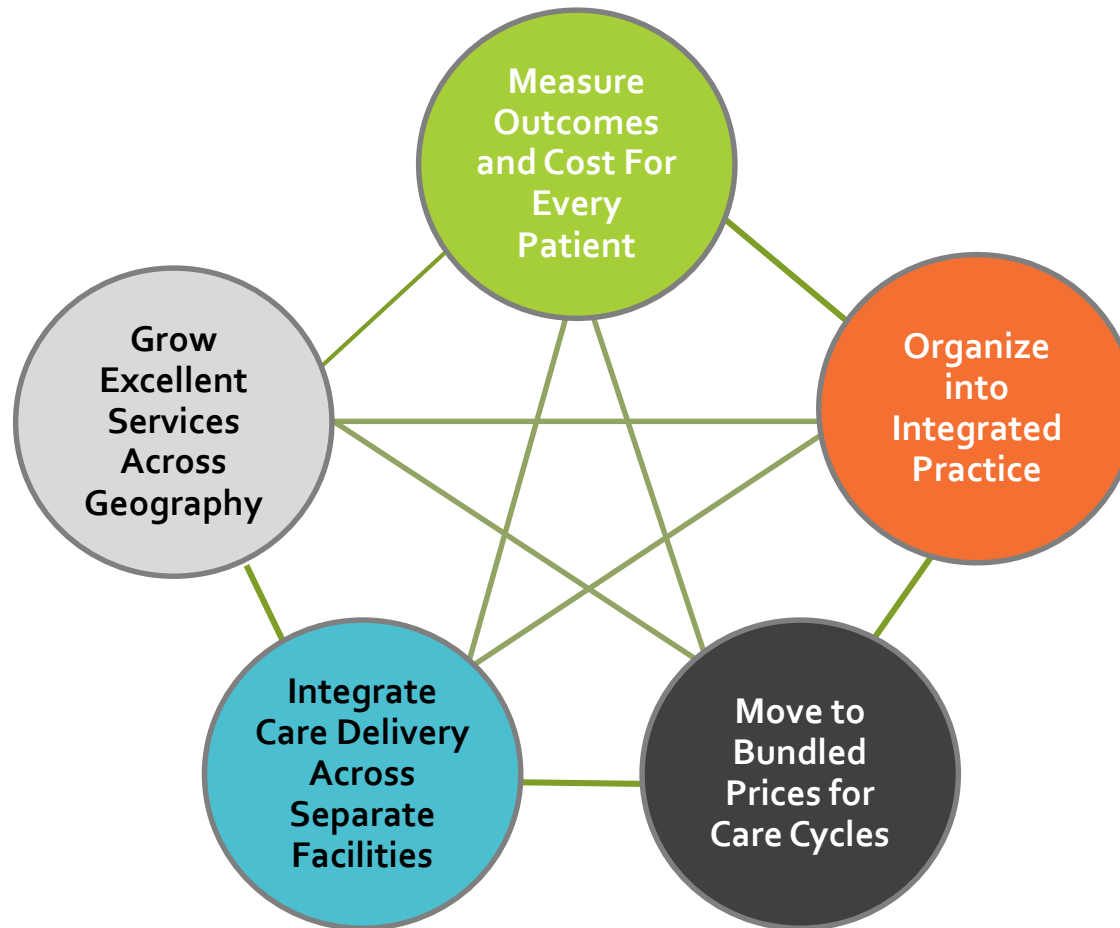 Measure
Outcomes
and Cost For
Every
Patient
Organize
into
Integrated
Practice
Move to
Bundled
Prices for
Care Cycles
Integrate
Care Delivery
Across
Separate
Facilities
Grow
Excellent
Services
Across
Geography